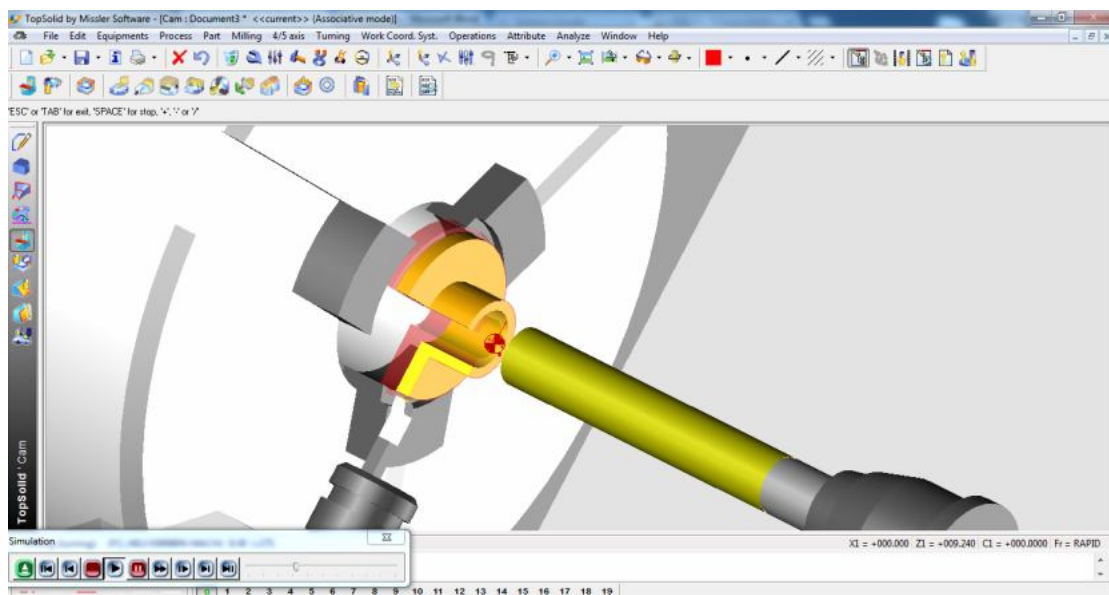 TopSolid by Missler Software - [Cam : Document3 * <<current>> (Associative mode)]
File Edit Equipments Process Part Milling 4/5 axis Turning Work Coord. Syst. Operations Attribute Analyze Window Help
'ESC' or 'TAB' for exit, 'SPACE' for stop, '+', '-' or '/'
TopSolid ' Cam
Simulation
X1 = +000.000 Z1 = +009.240 C1 = +000.0000 Fr = RAPID
0 1 2 3 4 5 6 7 8 9 10 11 12 13 14 15 16 17 18 19